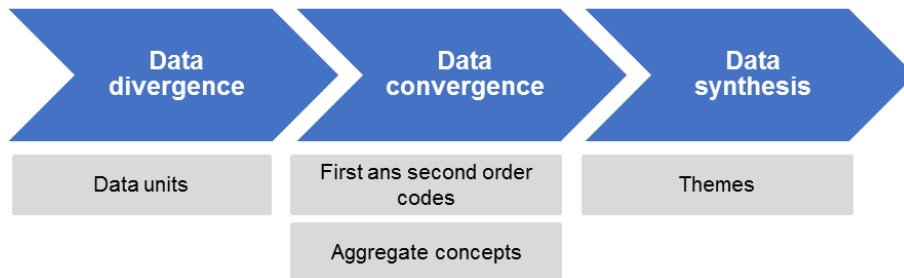 Data
divergence
Data
convergence
Data
synthesis
Data units
First ans second order
codes
Themes
Aggregate concepts